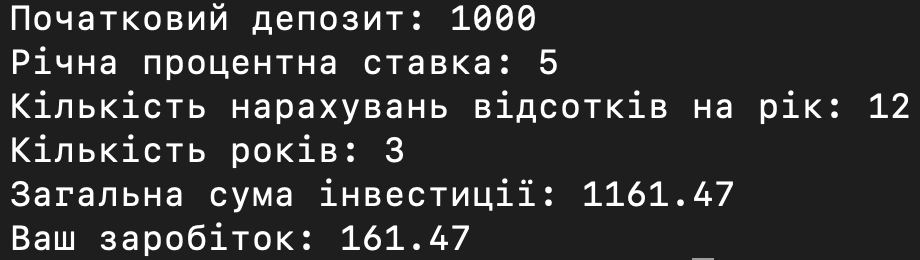 Початковий депозит: 1000
Річна процентна ставка: 5
Кількість нарахувань відсотків на рік: 12
Кількість років: 3
Загальна сума інвестиції: 1161.47
Ваш заробіток: 161.47